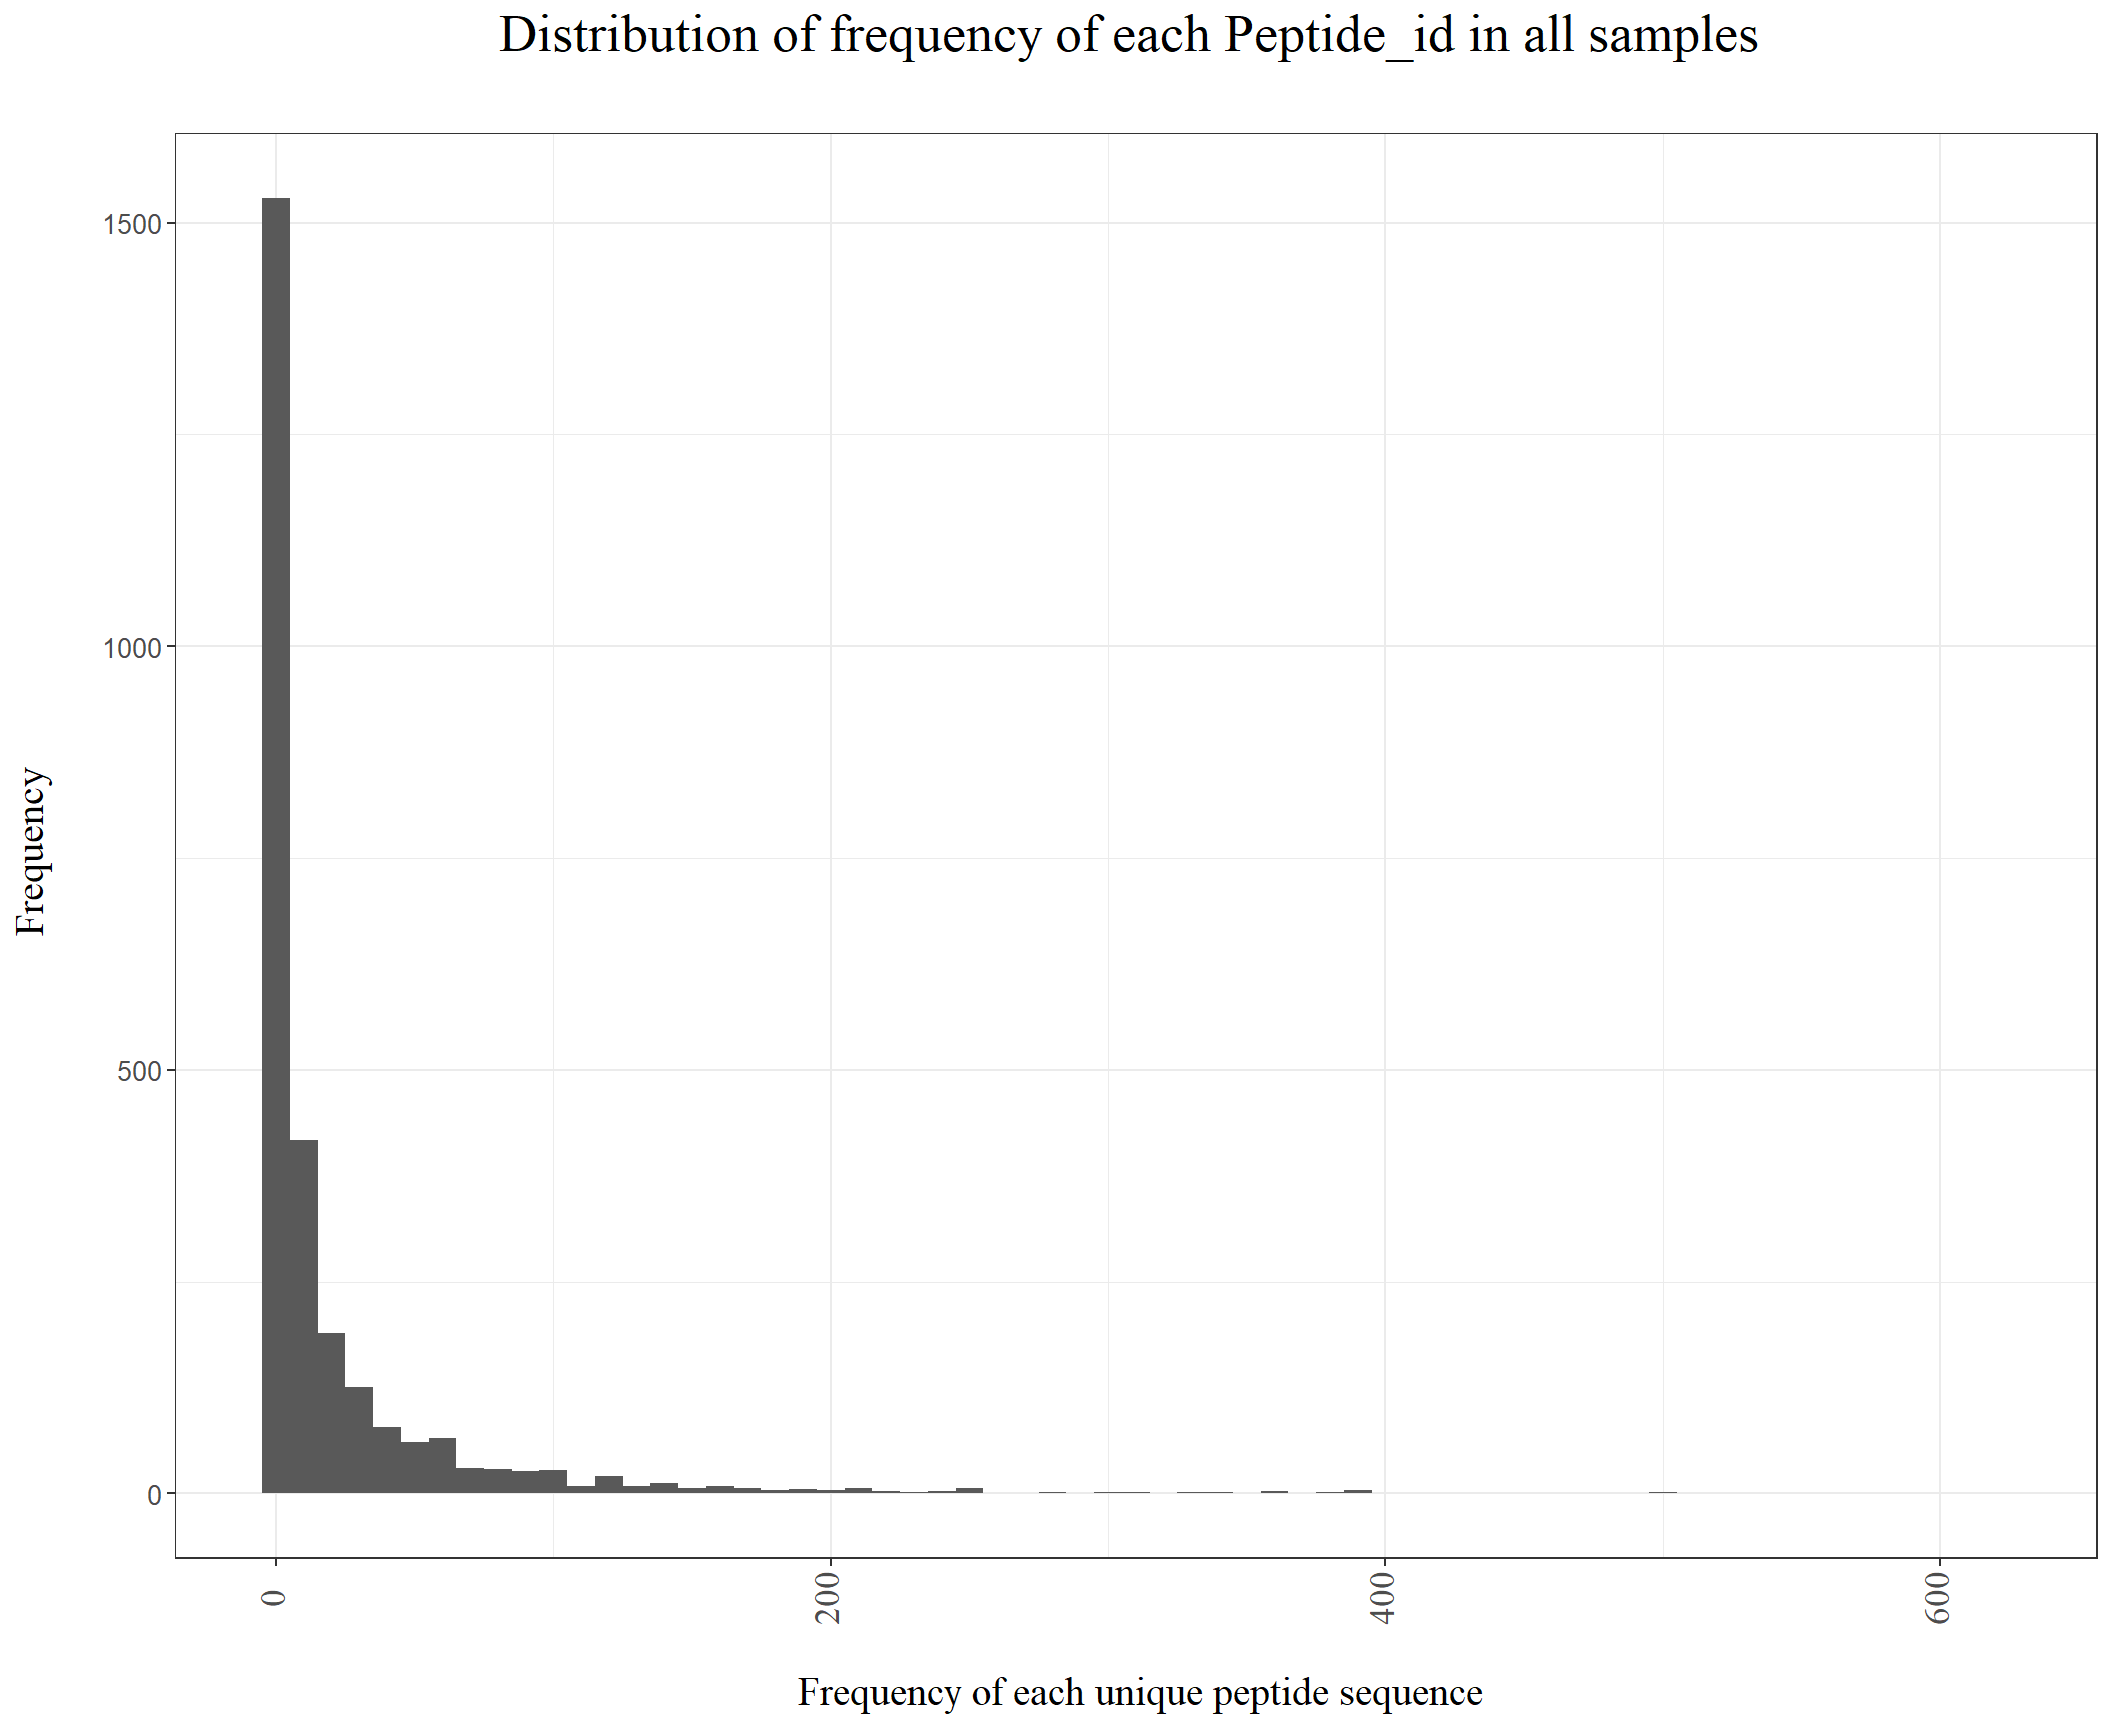 Distribution of frequency of each Peptide_id in all samples
1500
1000
500
0
Frequency
0
200
400
600
Frequency of each unique peptide sequence